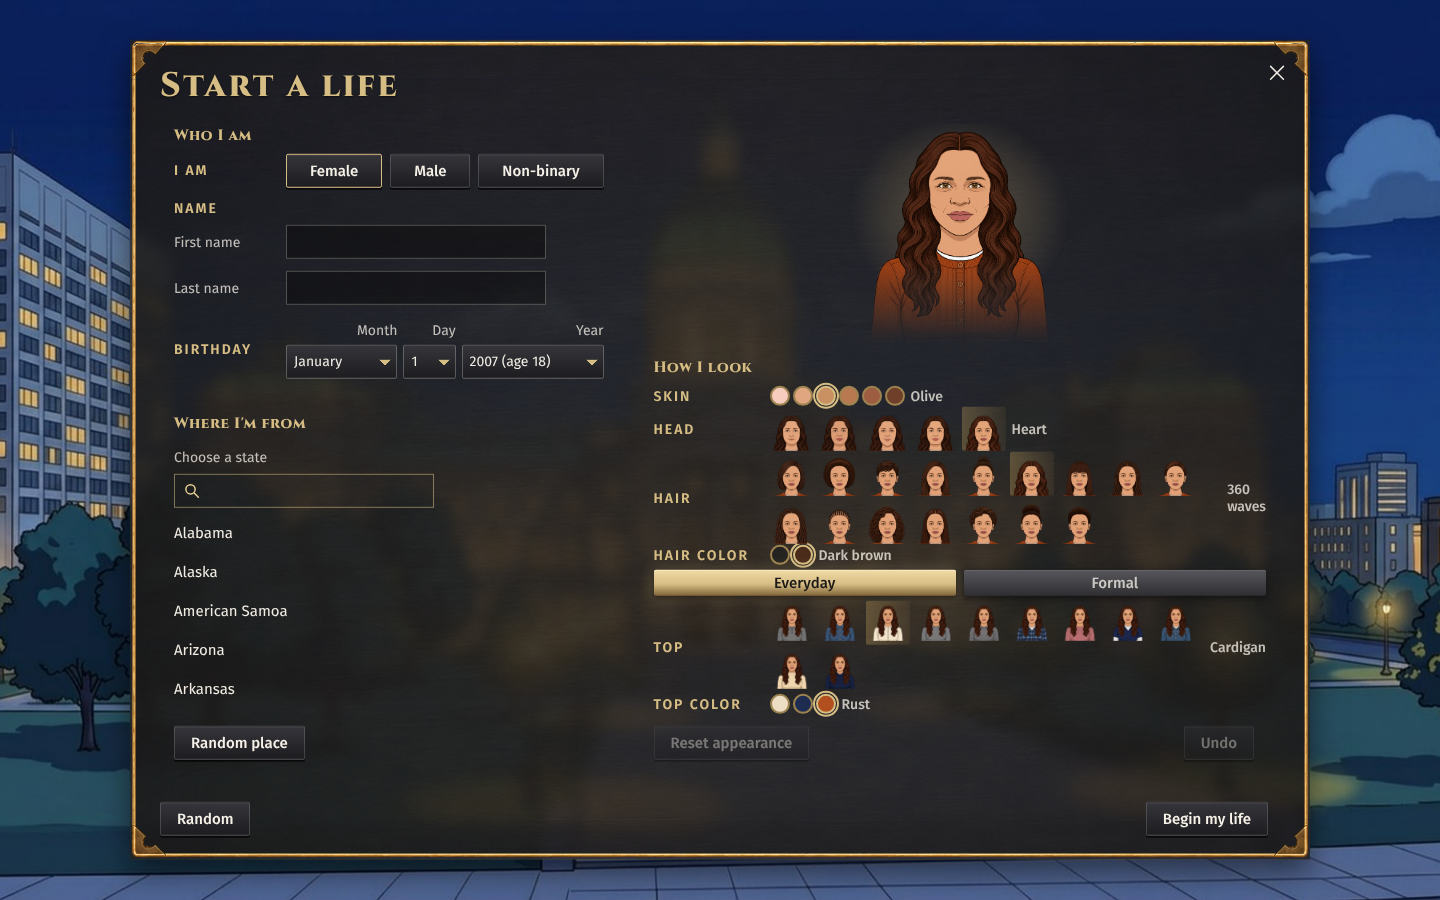 Start a life
Who I am
I AM
Female
Male
Non-binary
NAME
First name
Last name
Month
Day
Year
BIRTHDAY
January
1
2007 (age 18)
Where I'm from
Choose a state
Alabama
Alaska
American Samoa
Arizona
Arkansas
Random place
Random
How I look
SKIN
Olive
HEAD
Heart
HAIR
360
waves
HAIR COLOR
Dark brown
Everyday
Formal
TOP
Cardigan
TOP COLOR
Rust
Reset appearance
Undo
Begin my life